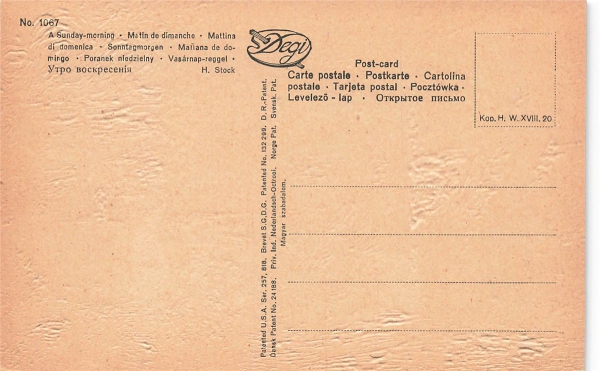 No. 1067
A Sunday-morning · Matin de dimanche · Mattina
di domenica · Sonntagmorgen · Mañana de do-
mingo · Poranek niedzielny · Vasárnap-reggel ·
Утро воскресенія H. Stock
Degi
Post-card
Carte postale · Postkarte · Cartolina
postale · Tarjeta postal · Pocztówka ·
Levelező-lap · Открытое письмо
Kop. H. W. XVIII. 20
Patented U.S.A. Ser. 257, 818. Brevet S.G.D.G. Patented No. 132 299. D. R.-Patent.
Dansk Patent No. 24 188. Priv. Ind. Nederlandsch-Octrooi. Norge Pat. Svensk. Pat.
Magyar szabadalom.